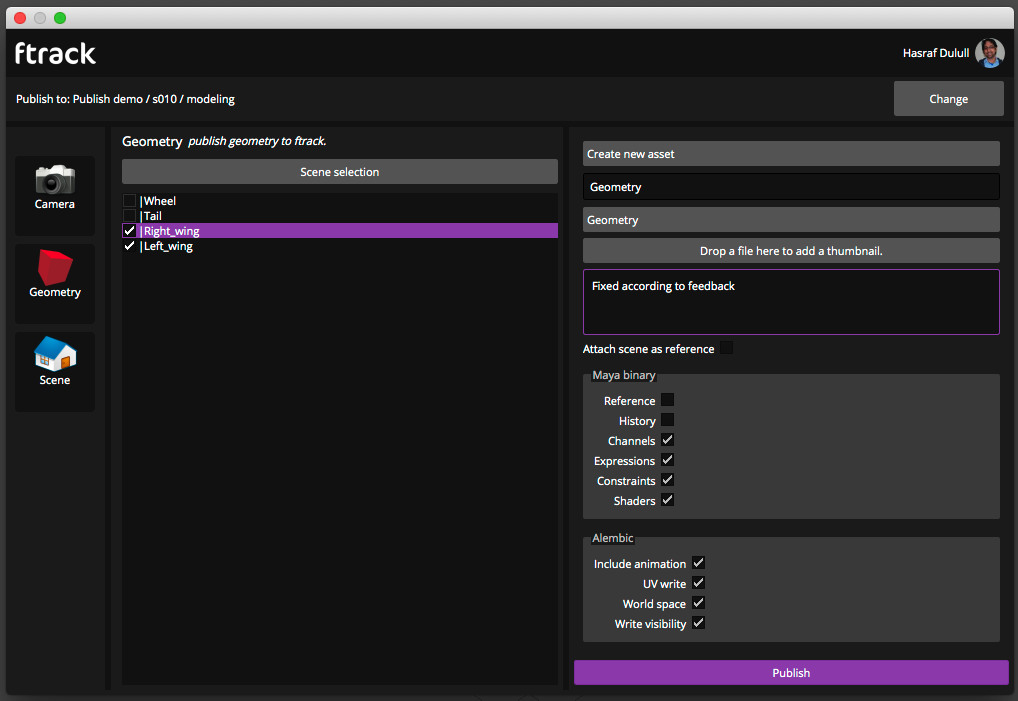 ftrack
Hasraf Dulull
Publish to: Publish demo / s010 / modeling
Change
Camera
Geometry
Scene
Geometry publish geometry to ftrack.
Scene selection
|Wheel
|Tail
|Right_wing
|Left_wing
Create new asset
Geometry
Geometry
Drop a file here to add a thumbnail.
Fixed according to feedback
Attach scene as reference
Maya binary
Reference
History
Channels
Expressions
Constraints
Shaders
Alembic
Include animation
UV write
World space
Write visibility
Publish